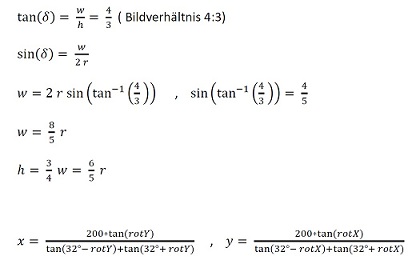 tan(δ) = w/h = 4/3 ( Bildverhältnis 4:3)
sin(δ) = w/(2 r)
w = 2 r sin (tan⁻¹ (4/3)) , sin (tan⁻¹ (4/3)) = 4/5
w = 8/5 r
h = 3/4 w = 6/5 r
x = 200∗tan(rotY)/(tan(32°− rotY)+tan(32°+ rotY)) , y = 200∗tan(rotX)/(tan(32°− rotX)+tan(32°+ rotX))